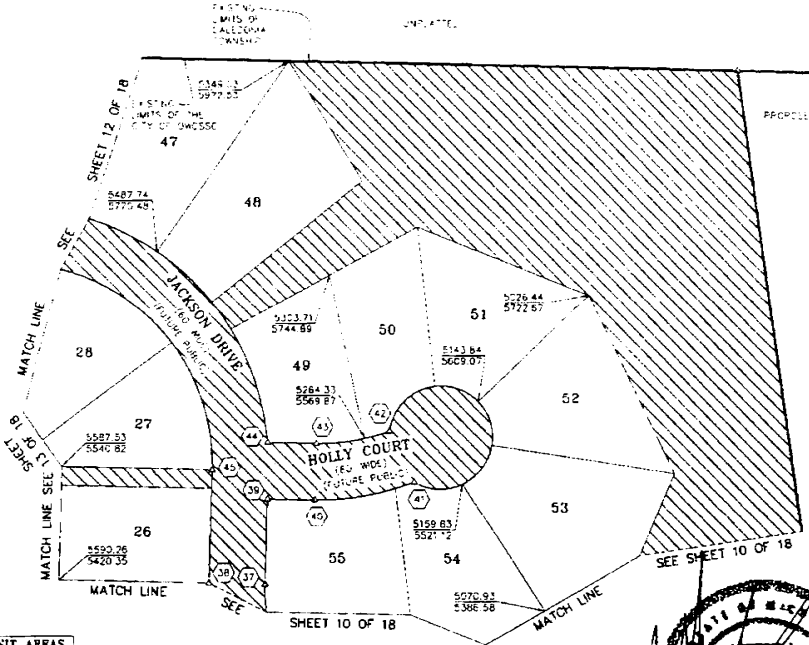 EXISTING
LIMITS OF
CALEDONIA
TOWNSHIP
UNPLATTED
EXISTING
LIMITS OF THE
CITY OF OWOSSO
SHEET 12 OF 18
SEE
47
48
5487.74
5775.48
JACKSON DRIVE
(FUTURE PUBLIC)
MATCH LINE
28
27
5303.71
5744.69
49
50
51
5026.44
5722.67
5143.84
5609.07
5264.33
5569.87
42
43
44
52
HOLLY COURT
(60 WIDE)
(FUTURE PUBLIC)
SHEET 13 OF 18
5587.53
5540.82
45
39
40
41
MATCH LINE SEE
26
5590.26
5420.35
38
37
55
54
53
5159.63
5521.12
5070.93
5386.58
MATCH LINE
SEE
SHEET 10 OF 18
MATCH LINE
SEE SHEET 10 OF 18
AREAS